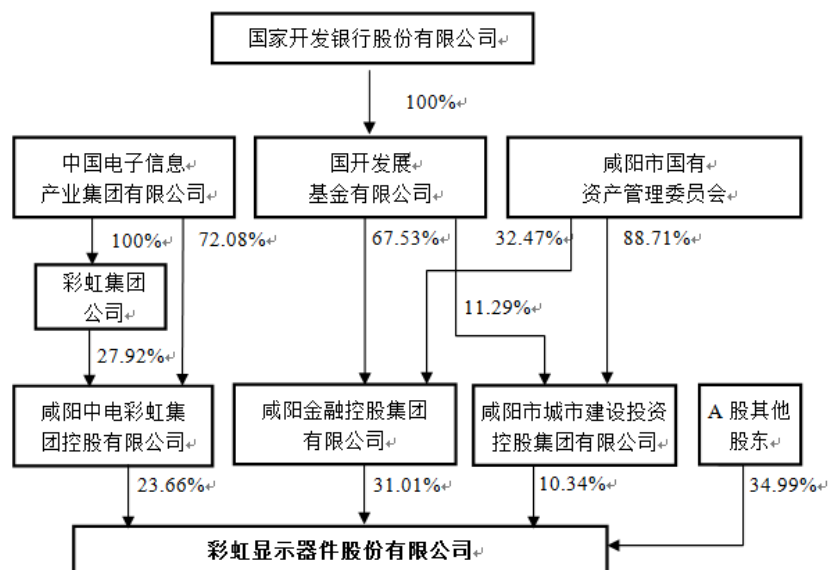 国家开发银行股份有限公司
100%
中国电子信息
产业集团有限公司
国开发展
基金有限公司
咸阳市国有
资产管理委员会
100%
72.08%
67.53%
32.47%
88.71%
彩虹集团
公司
11.29%
27.92%
咸阳中电彩虹集
团控股有限公司
咸阳金融控股集团
有限公司
咸阳市城市建设投资
控股集团有限公司
A 股其他
股东
23.66%
31.01%
10.34%
34.99%
彩虹显示器件股份有限公司